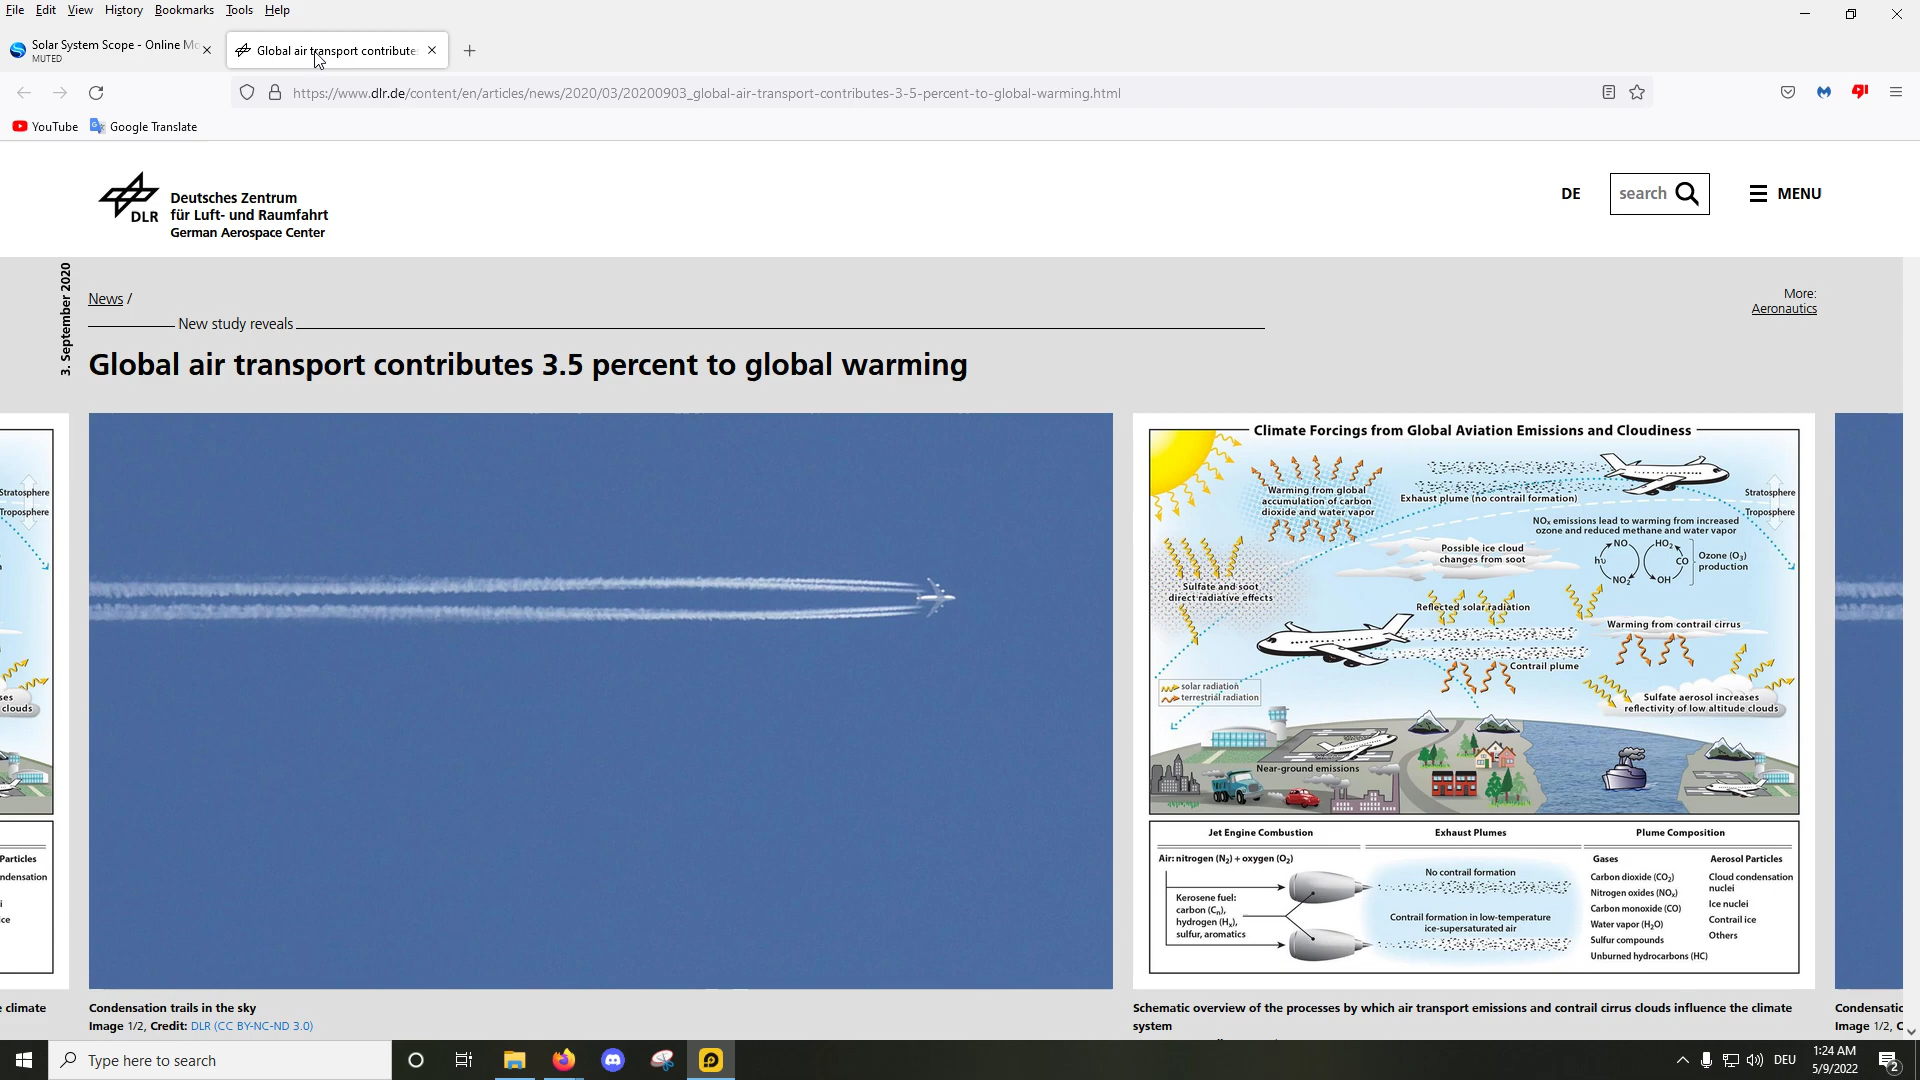 File Edit View History Bookmarks Tools Help
Solar System Scope - Online Mo
MUTED
Global air transport contributes
https://www.dlr.de/content/en/articles/news/2020/03/20200903_global-air-transport-contributes-3-5-percent-to-global-warming.html
YouTube Google Translate
DLR
Deutsches Zentrum
für Luft- und Raumfahrt
German Aerospace Center
DE
search
MENU
3. September 2020
News /
New study reveals
More:
Aeronautics
Global air transport contributes 3.5 percent to global warming
Stratosphere
Troposphere
clouds
Particles
ndensation
Climate Forcings from Global Aviation Emissions and Cloudiness
Warming from global
accumulation of carbon
dioxide and water vapor
Exhaust plume (no contrail formation)
Stratosphere
Troposphere
NOx emissions lead to warming from increased
ozone and reduced methane and water vapor
Possible ice cloud
changes from soot
NO
HO2
hυ
CO
NO2
OH
Ozone (O3)
production
Sulfate and soot
direct radiative effects
Reflected solar radiation
Warming from contrail cirrus
Contrail plume
solar radiation
terrestrial radiation
Sulfate aerosol increases
reflectivity of low altitude clouds
Near-ground emissions
Jet Engine Combustion
Exhaust Plumes
Plume Composition
Air: nitrogen (N2) + oxygen (O2)
Kerosene fuel:
carbon (Cn),
hydrogen (Hx),
sulfur, aromatics
No contrail formation
Contrail formation in low-temperature
ice-supersaturated air
Gases
Carbon dioxide (CO2)
Nitrogen oxides (NOx)
Carbon monoxide (CO)
Water vapor (H2O)
Sulfur compounds
Unburned hydrocarbons (HC)
Aerosol Particles
Cloud condensation
nuclei
Ice nuclei
Contrail ice
Others
e climate
Condensation trails in the sky
Image 1/2, Credit: DLR (CC BY-NC-ND 3.0)
Schematic overview of the processes by which air transport emissions and contrail cirrus clouds influence the climate
system
Condensatio
Image 1/2, C
Type here to search
DEU
1:24 AM
5/9/2022
2